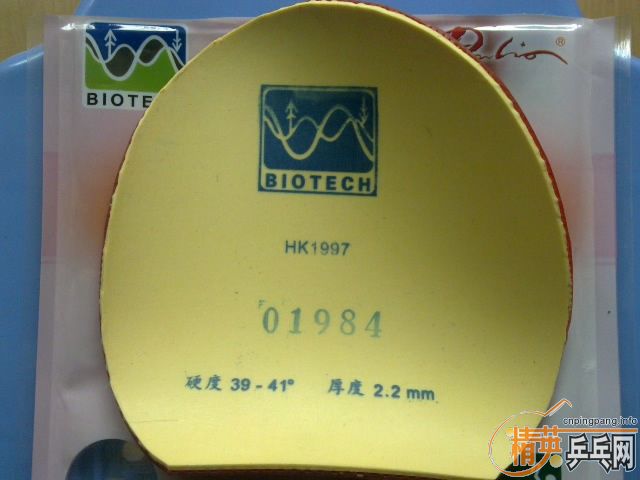 BIOTE
BIOTECH
HK1997
01984
硬度 39 - 41° 厚度 2.2 mm
cnpingpang.info
精英乒乓网